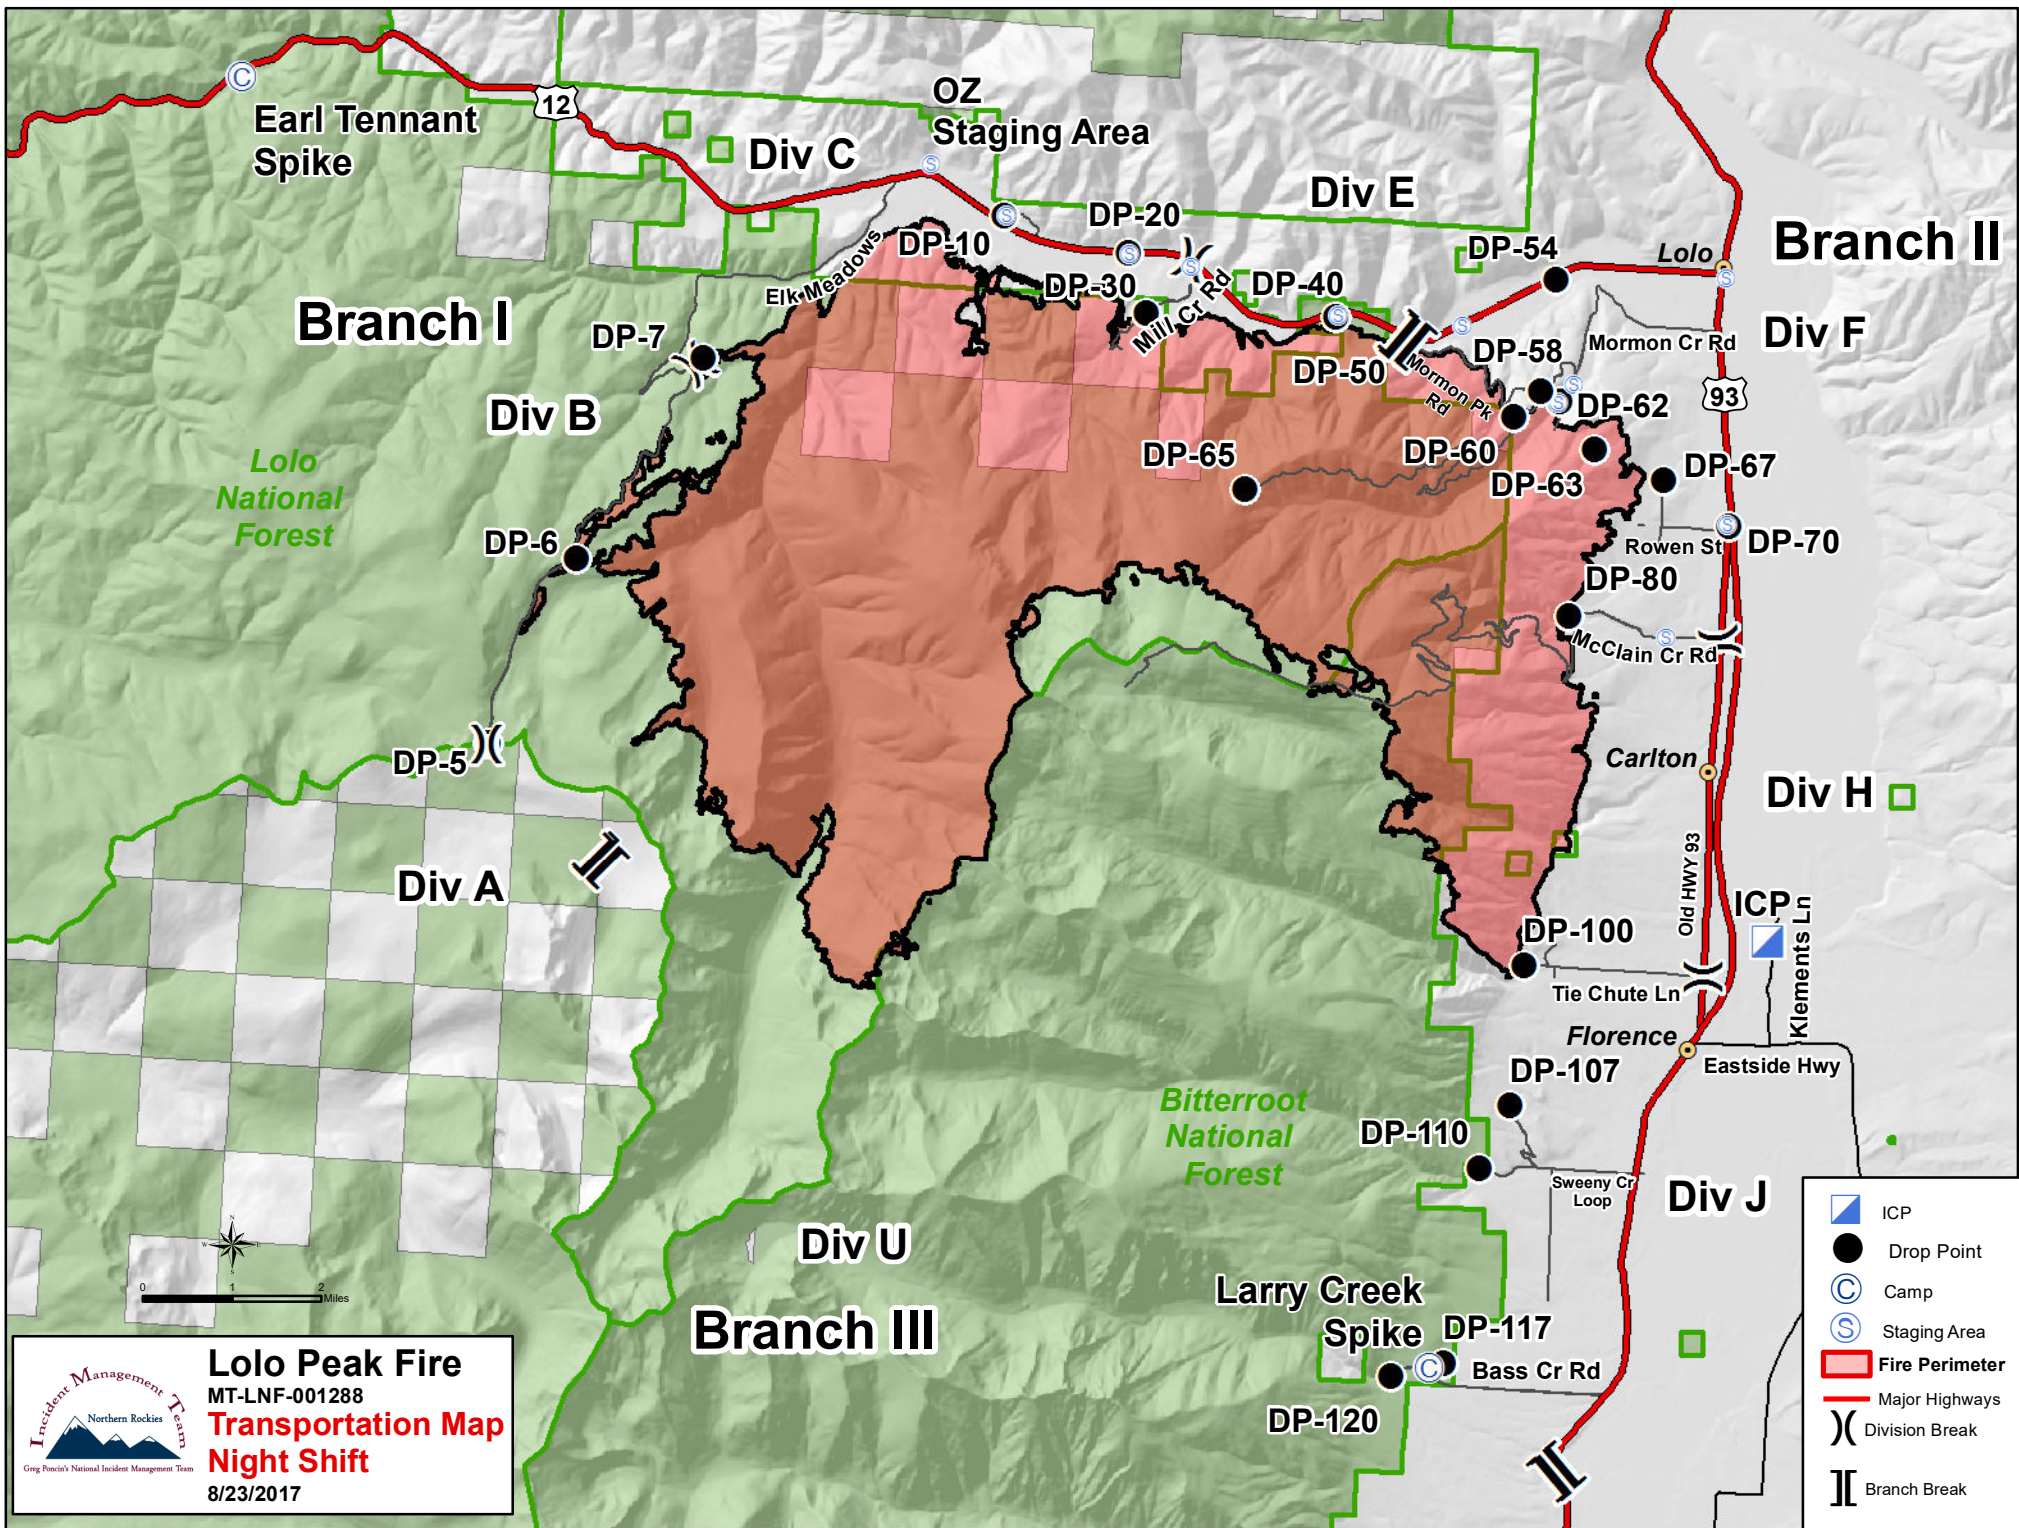 Earl Tennant
Spike
12
OZ
Staging Area
Div C
Div E
DP-20
DP-10
DP-54
Lolo
Branch II
Elk Meadows
DP-30
Mill Cr Rd
DP-40
Branch I
DP-7
DP-50
Mormon Pk
Rd
DP-58
Mormon Cr Rd
Div F
93
Div B
DP-62
DP-60
DP-65
DP-63
DP-67
Lolo
National
Forest
DP-6
Rowen St
DP-70
DP-80
McClain Cr Rd
DP-5
Carlton
Div H
Old HWY 93
Div A
ICP
Klements Ln
DP-100
Tie Chute Ln
Florence
Eastside Hwy
DP-107
Bitterroot
National
Forest
DP-110
Sweeny Cr
Loop
Div J
Div U
Branch III
Larry Creek
Spike
DP-117
Bass Cr Rd
DP-120
N
W
E
S
0 1 2
Miles
Incident Management Team
Northern Rockies
Greg Poncin's National Incident Management Team
Lolo Peak Fire
MT-LNF-001288
Transportation Map
Night Shift
8/23/2017
ICP
Drop Point
C Camp
S Staging Area
Fire Perimeter
Major Highways
Division Break
Branch Break